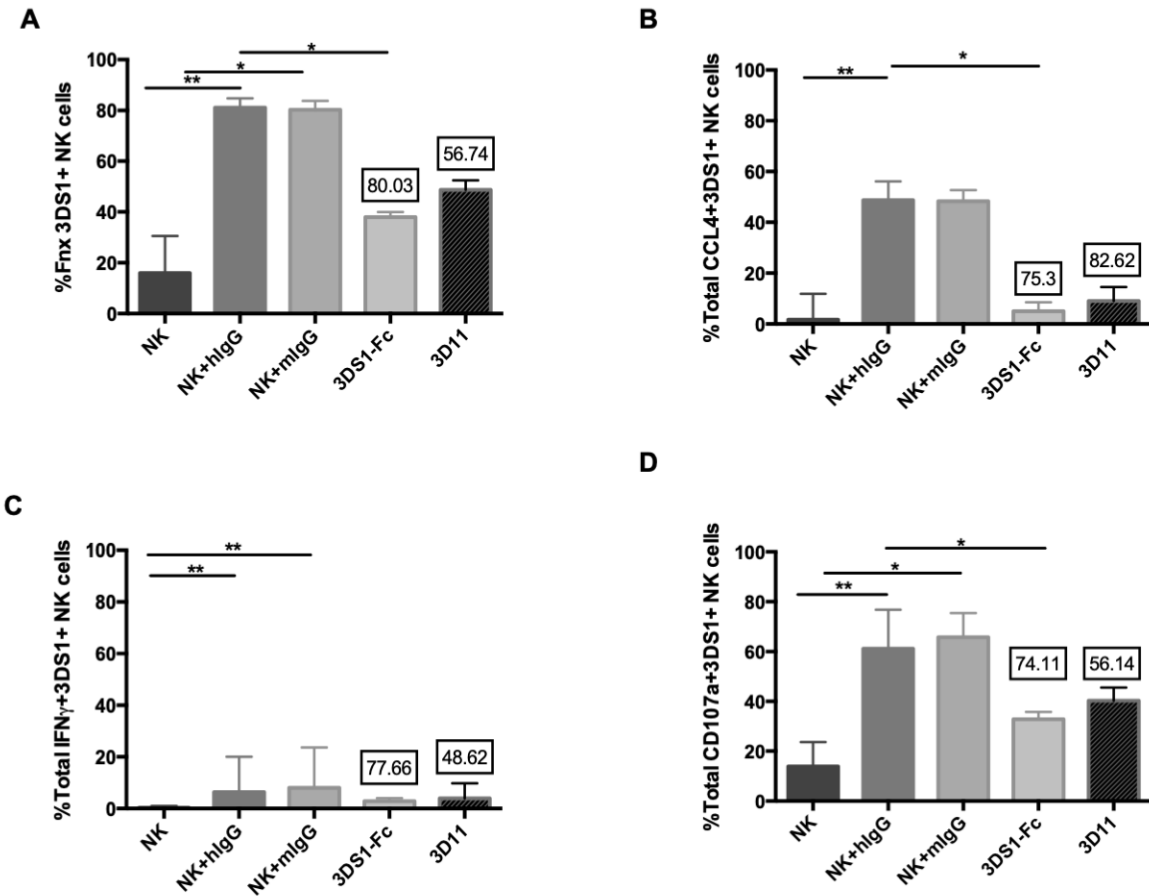 A
%Fnx 3DS1+ NK cells
100
80
60
40
20
0
**
*
*
80.03
56.74
NK
NK+hIgG
NK+mIgG
3DS1-Fc
3D11
B
%Total CCL4+3DS1+ NK cells
100
80
60
40
20
0
**
*
75.3
82.62
NK
NK+hIgG
NK+mIgG
3DS1-Fc
3D11
C
%Total IFNγ+3DS1+ NK cells
100
80
60
40
20
0
**
**
77.66
48.62
NK
NK+hIgG
NK+mIgG
3DS1-Fc
3D11
D
%Total CD107a+3DS1+ NK cells
100
80
60
40
20
0
**
*
*
74.11
56.14
NK
NK+hIgG
NK+mIgG
3DS1-Fc
3D11